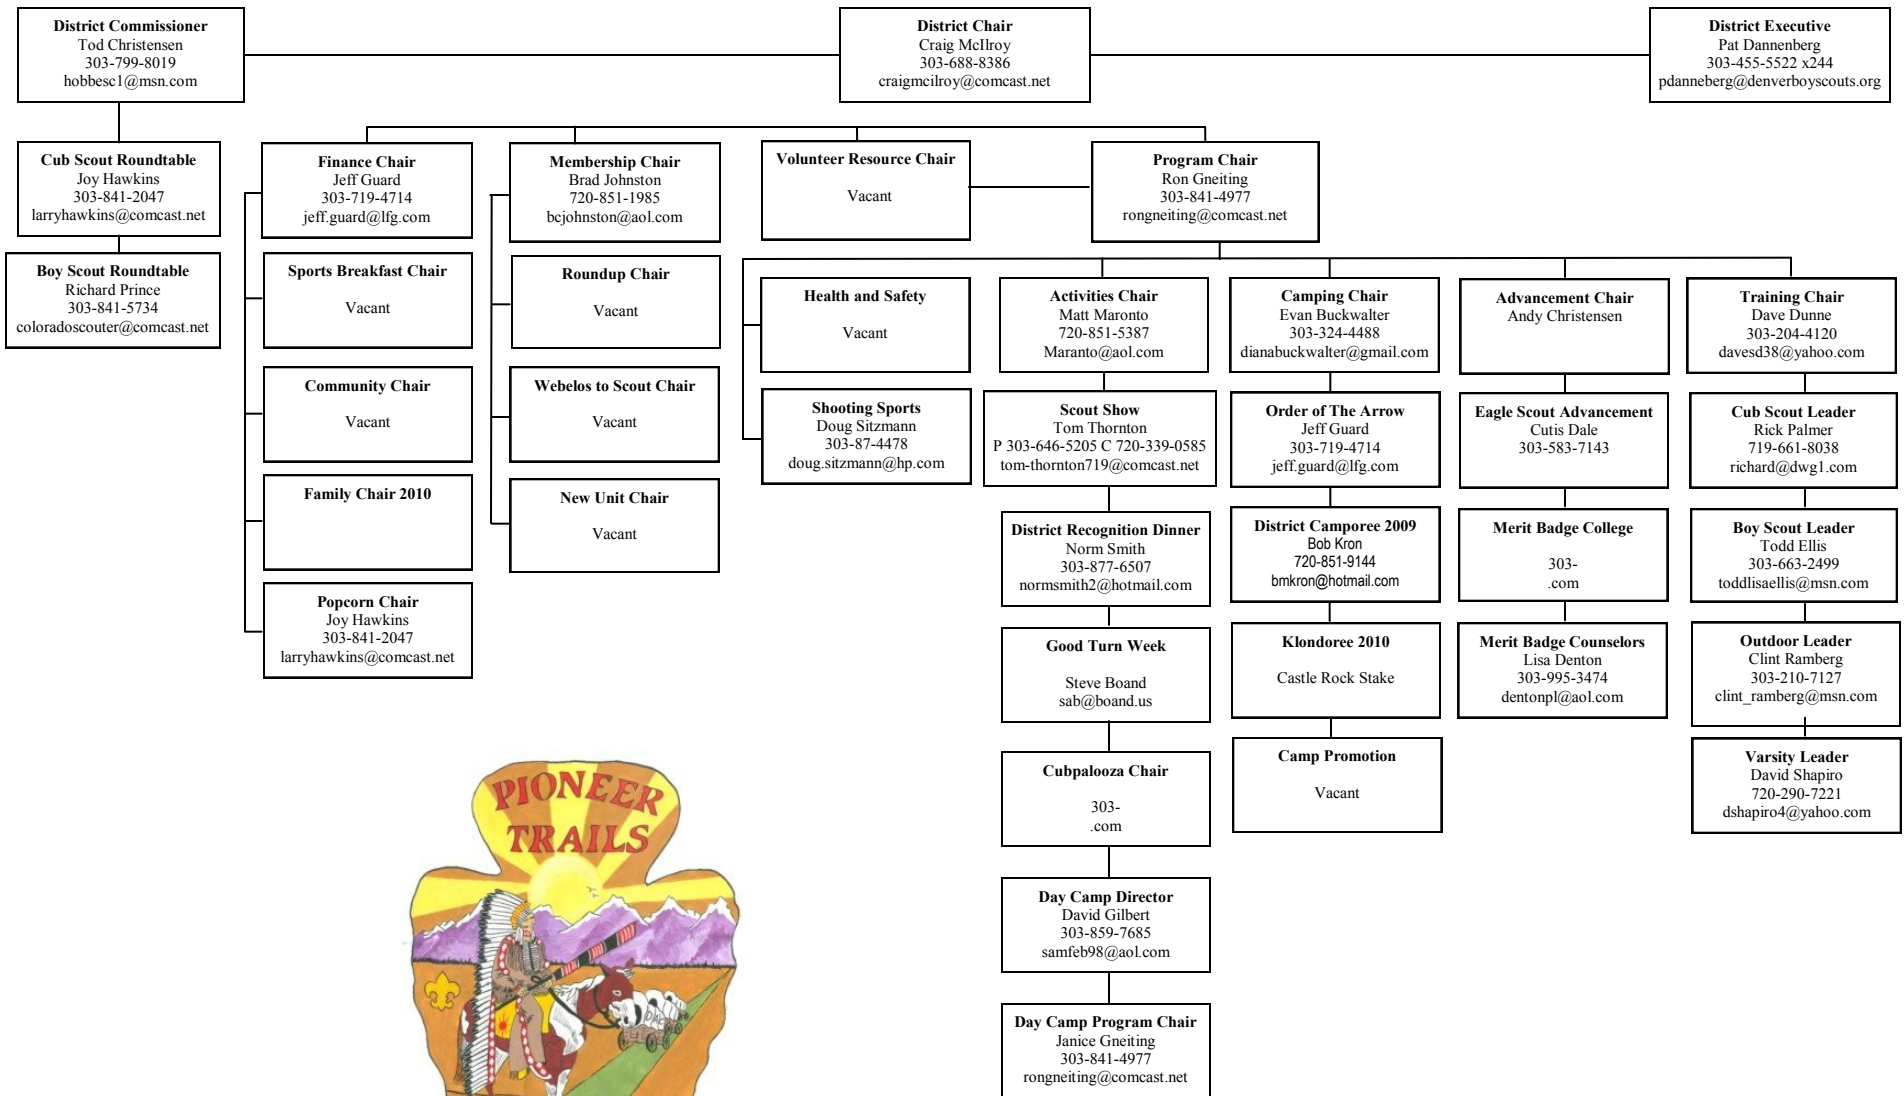 District Commissioner
Tod Christensen
303-799-8019
hobbesc1@msn.com
District Chair
Craig McIlroy
303-688-8386
craigmcilroy@comcast.net
District Executive
Pat Dannenberg
303-455-5522 x244
pdanneberg@denverboyscouts.org
Cub Scout Roundtable
Joy Hawkins
303-841-2047
larryhawkins@comcast.net
Boy Scout Roundtable
Richard Prince
303-841-5734
coloradoscouter@comcast.net
Finance Chair
Jeff Guard
303-719-4714
jeff.guard@lfg.com
Sports Breakfast Chair
Vacant
Community Chair
Vacant
Family Chair 2010
Popcorn Chair
Joy Hawkins
303-841-2047
larryhawkins@comcast.net
Membership Chair
Brad Johnston
720-851-1985
bcjohnston@aol.com
Roundup Chair
Vacant
Webelos to Scout Chair
Vacant
New Unit Chair
Vacant
Volunteer Resource Chair
Vacant
Program Chair
Ron Gneiting
303-841-4977
rongneiting@comcast.net
Health and Safety
Vacant
Shooting Sports
Doug Sitzmann
303-87-4478
doug.sitzmann@hp.com
Activities Chair
Matt Maronto
720-851-5387
Maranto@aol.com
Scout Show
Tom Thornton
P 303-646-5205 C 720-339-0585
tom-thornton719@comcast.net
District Recognition Dinner
Norm Smith
303-877-6507
normsmith2@hotmail.com
Good Turn Week
Steve Boand
sab@boand.us
Cubpalooza Chair
303-
.com
Day Camp Director
David Gilbert
303-859-7685
samfeb98@aol.com
Day Camp Program Chair
Janice Gneiting
303-841-4977
rongneiting@comcast.net
Camping Chair
Evan Buckwalter
303-324-4488
dianabuckwalter@gmail.com
Order of The Arrow
Jeff Guard
303-719-4714
jeff.guard@lfg.com
District Camporee 2009
Bob Kron
720-851-9144
bmkron@hotmail.com
Klondoree 2010
Castle Rock Stake
Camp Promotion
Vacant
Advancement Chair
Andy Christensen
Eagle Scout Advancement
Cutis Dale
303-583-7143
Merit Badge College
303-
.com
Merit Badge Counselors
Lisa Denton
303-995-3474
dentonpl@aol.com
Training Chair
Dave Dunne
303-204-4120
davesd38@yahoo.com
Cub Scout Leader
Rick Palmer
719-661-8038
richard@dwg1.com
Boy Scout Leader
Todd Ellis
303-663-2499
toddlisaellis@msn.com
Outdoor Leader
Clint Ramberg
303-210-7127
clint_ramberg@msn.com
Varsity Leader
David Shapiro
720-290-7221
dshapiro4@yahoo.com
PIONEER
TRAILS